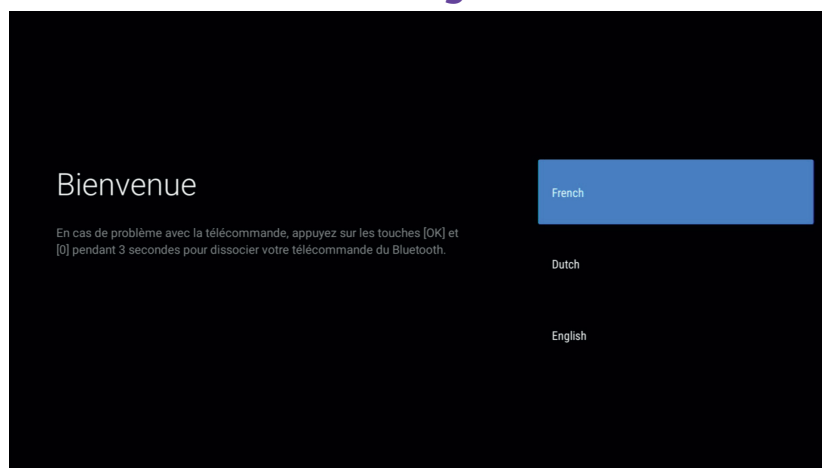 Bienvenue
En cas de problème avec la télécommande, appuyez sur les touches [OK] et
[0] pendant 3 secondes pour dissocier votre télécommande du Bluetooth.
French
Dutch
English